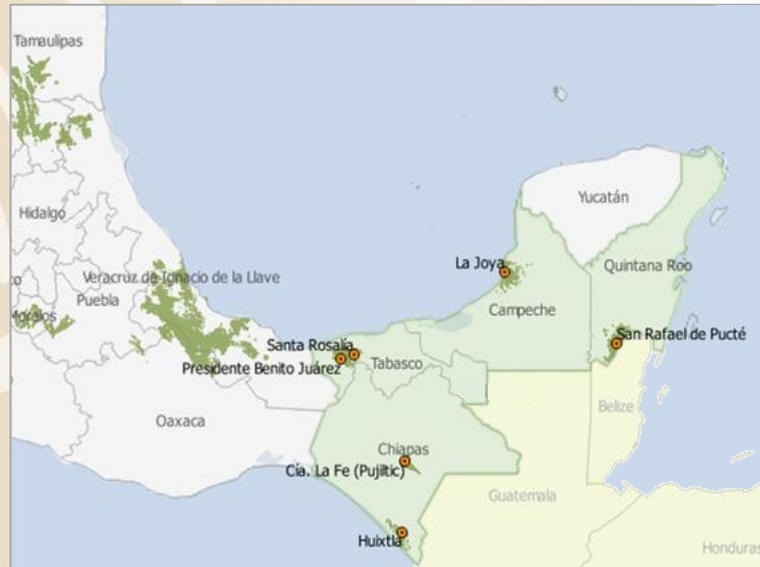 Tamaulipas
Hidalgo
Yucatán
La Joya
Quintana Roo
Veracruz de Ignacio de la Llave
Puebla
Campeche
Morelos
San Rafael de Pucté
Santa Rosalía
Tabasco
Presidente Benito Juárez
Belize
Oaxaca
Chiapas
Cía. La Fe (Pujiltic)
Guatemala
Huixtla
Honduras